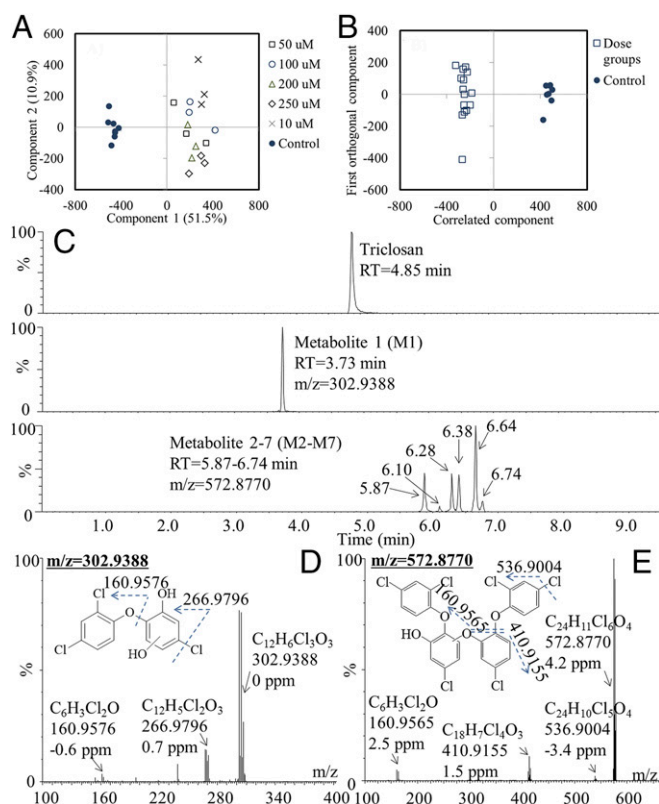 A
Component 2 (10.9%)
600
400
200
0
-200
-400
-800
-400
0
400
800
Component 1 (51.5%)
50 uM
100 uM
200 uM
250 uM
10 uM
Control
B
First orthogonal component
600
400
200
0
-200
-400
-600
-800
-400
0
400
800
Correlated component
Dose
groups
Control
C
100
%
Triclosan
RT=4.85 min
100
%
Metabolite 1 (M1)
RT=3.73 min
m/z=302.9388
100
%
Metabolite 2-7 (M2-M7)
RT=5.87-6.74 min
m/z=572.8770
5.87
6.10
6.28
6.38
6.64
6.74
1.0
2.0
3.0
4.0
5.0
6.0
7.0
8.0
9.0
Time (min)
D
100
%
0
m/z=302.9388
160.9576
Cl
OH
266.9796
O
Cl
HO
Cl
C₁₂H₆Cl₃O₃
302.9388
0 ppm
C₆H₃Cl₂O
160.9576
-0.6 ppm
C₁₂H₅Cl₂O₃
266.9796
0.7 ppm
100
160
220
280
340
400
m/z
E
100
%
0
m/z=572.8770
536.9004
Cl
Cl
Cl
Cl
160.9565
O
O
HO
O
410.9155
Cl
Cl
C₂₄H₁₁Cl₆O₄
572.8770
4.2 ppm
C₂₄H₁₀Cl₅O₄
536.9004
-3.4 ppm
C₆H₃Cl₂O
160.9565
2.5 ppm
C₁₈H₇Cl₄O₃
410.9155
1.5 ppm
100
200
300
400
500
600
m/z